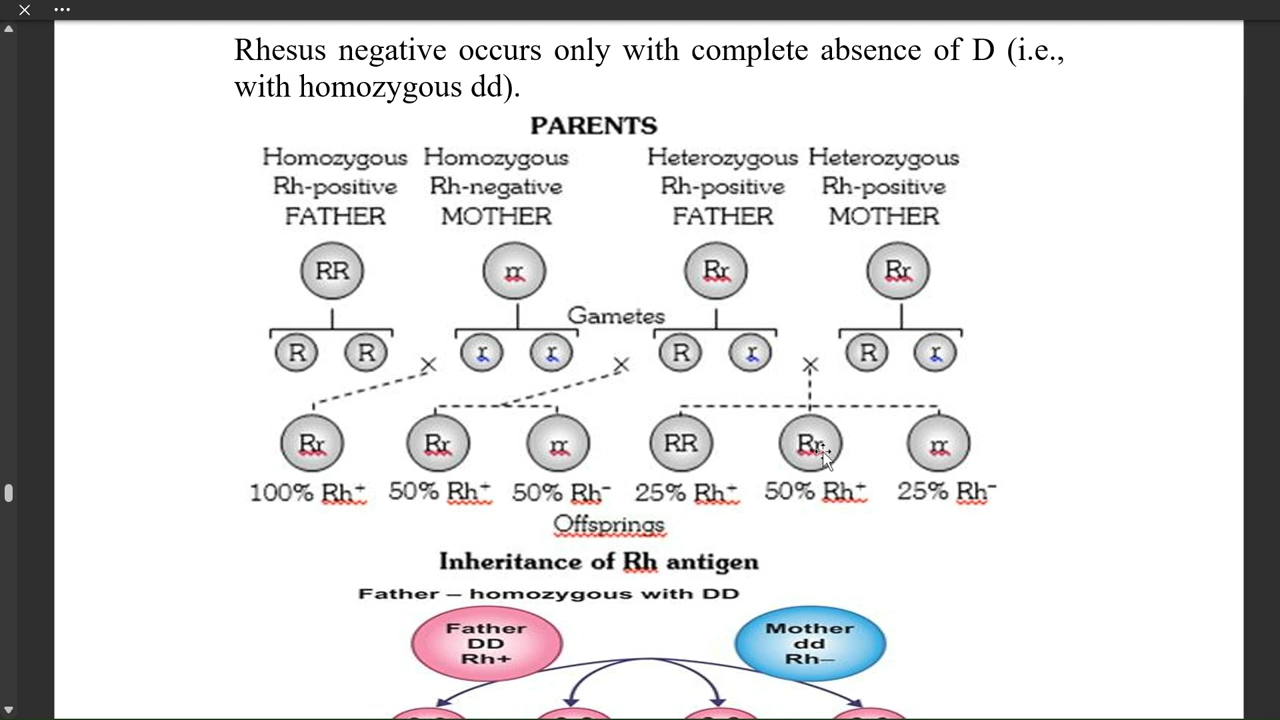 Rhesus negative occurs only with complete absence of D (i.e.,
with homozygous dd).
PARENTS
Homozygous Homozygous Heterozygous Heterozygous
Rh-positive Rh-negative Rh-positive Rh-positive
FATHER MOTHER FATHER MOTHER
RR rr Rr Rr
Gametes
R R × r r × R r × R r
Rr Rr rr RR Rr rr
100% Rh⁺ 50% Rh⁺ 50% Rh⁻ 25% Rh⁺ 50% Rh⁺ 25% Rh⁻
Offsprings
Inheritance of Rh antigen
Father – homozygous with DD
Father Mother
DD dd
Rh+ Rh–